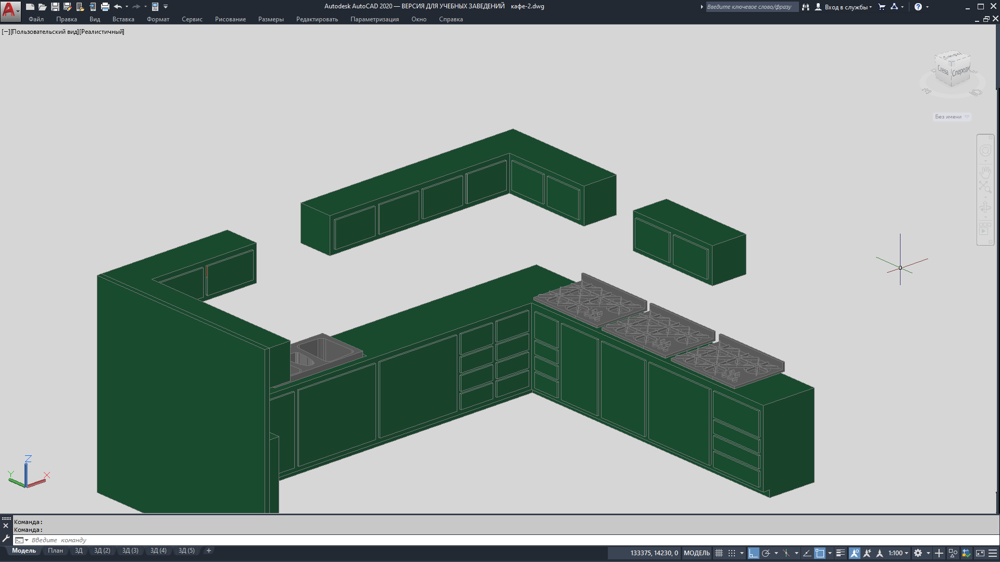 Autodesk AutoCAD 2020 — ВЕРСИЯ ДЛЯ УЧЕБНЫХ ЗАВЕДЕНИЙ кафе-2.dwg
Введите ключевое слово/фразу
Вход в службы
Файл Правка Вид Вставка Формат Сервис Рисование Размеры Редактировать Параметризация Окно Справка
[−][Пользовательский вид][Реалистичный]
Сверху
Слева Спереди
З Ю
Без имени
Z
Y X
Команда:
Команда:
Введите команду
Модель План 3Д 3Д (2) 3Д (3) 3Д (4) 3Д (5) +
133375, 14230, 0 МОДЕЛЬ 1:100